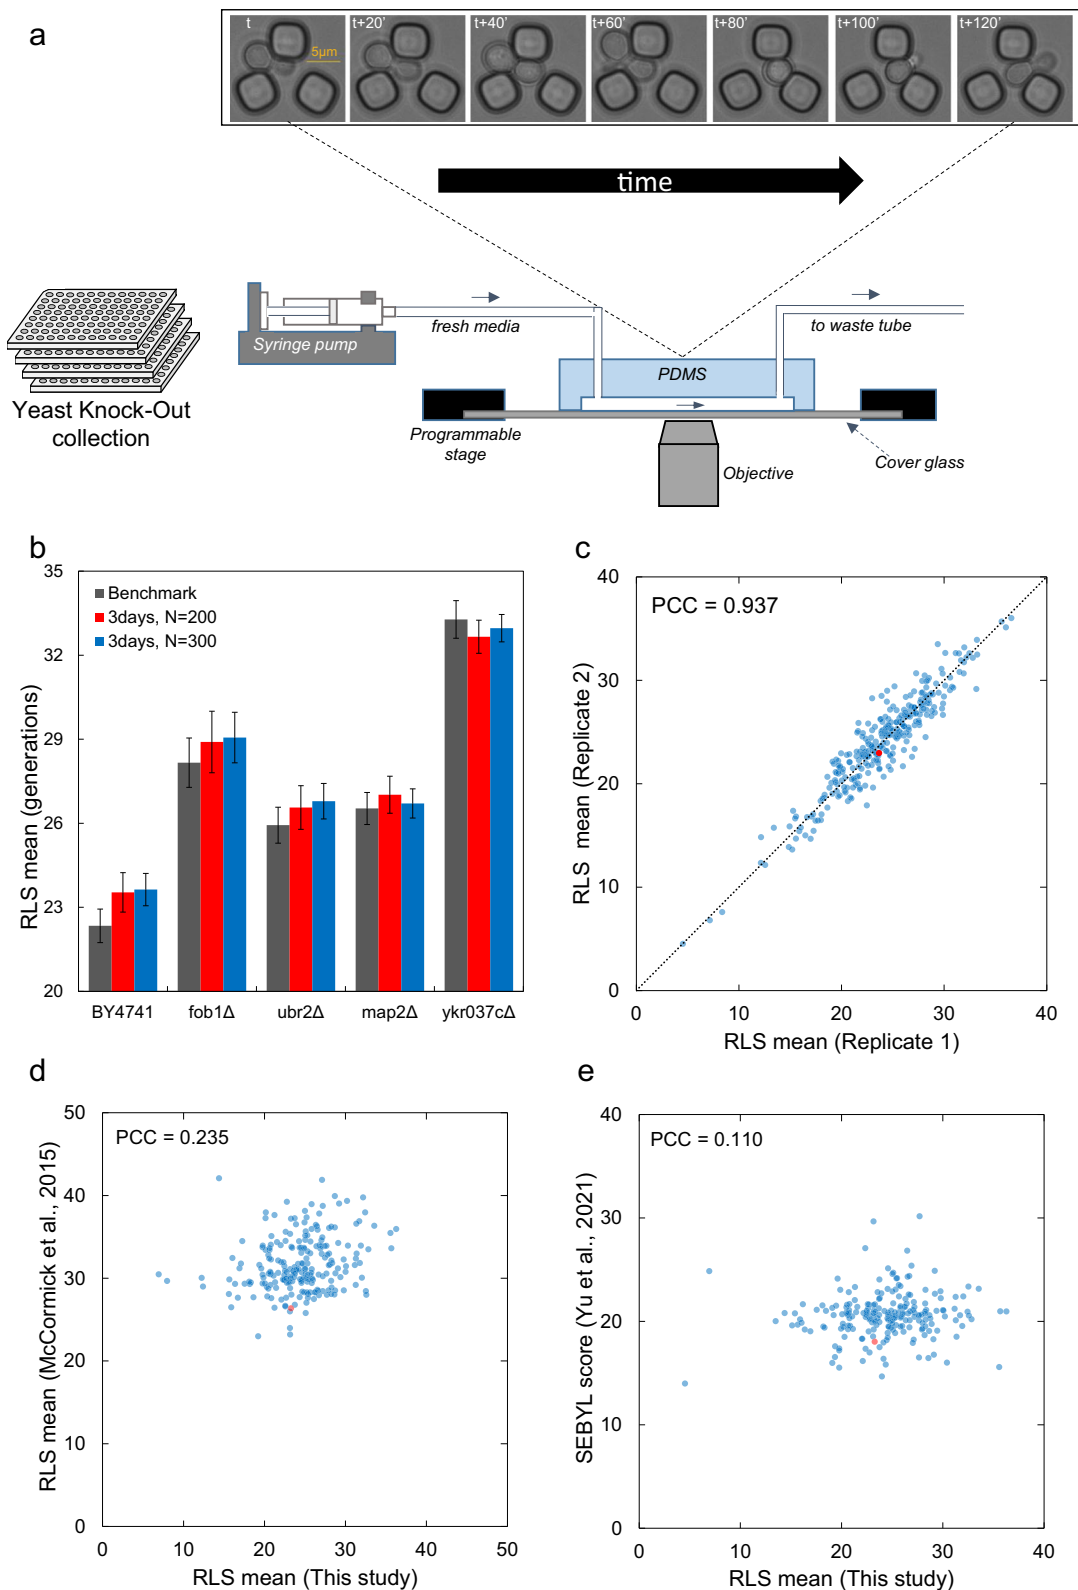 a
t
t+20'
t+40'
t+60'
t+80'
t+100'
t+120'
5μm
time
fresh media
to waste tube
Syringe pump
PDMS
Yeast Knock-Out
collection
Programmable
stage
Objective
Cover glass
b
35
32
29
26
23
20
RLS mean (generations)
Benchmark
3days, N=200
3days, N=300
BY4741
fob1Δ
ubr2Δ
map2Δ
ykr037cΔ
c
PCC = 0.937
40
30
20
10
0
RLS mean (Replicate 2)
0
10
20
30
40
RLS mean (Replicate 1)
d
PCC = 0.235
50
40
30
20
10
0
RLS mean (McCormick et al., 2015)
0
10
20
30
40
50
RLS mean (This study)
e
PCC = 0.110
40
30
20
10
0
SEBYL score (Yu et al., 2021)
0
10
20
30
40
RLS mean (This study)